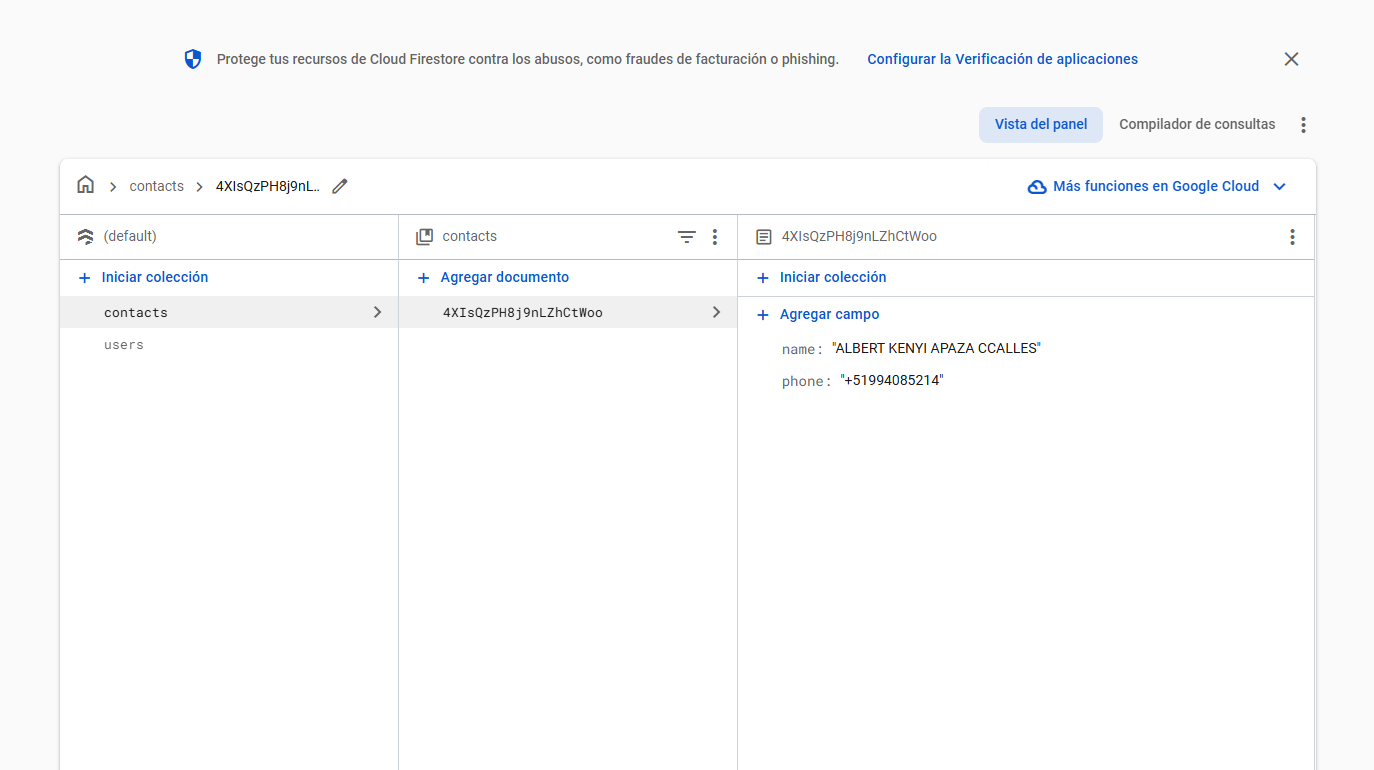 Protege tus recursos de Cloud Firestore contra los abusos, como fraudes de facturación o phishing. Configurar la Verificación de aplicaciones
Vista del panel Compilador de consultas
contacts 4XIsQzPH8j9nL… Más funciones en Google Cloud
(default) contacts 4XIsQzPH8j9nLZhCtWoo
+ Iniciar colección + Agregar documento + Iniciar colección
contacts 4XIsQzPH8j9nLZhCtWoo + Agregar campo
users name: "ALBERT KENYI APAZA CCALLES"
phone: "+51994085214"